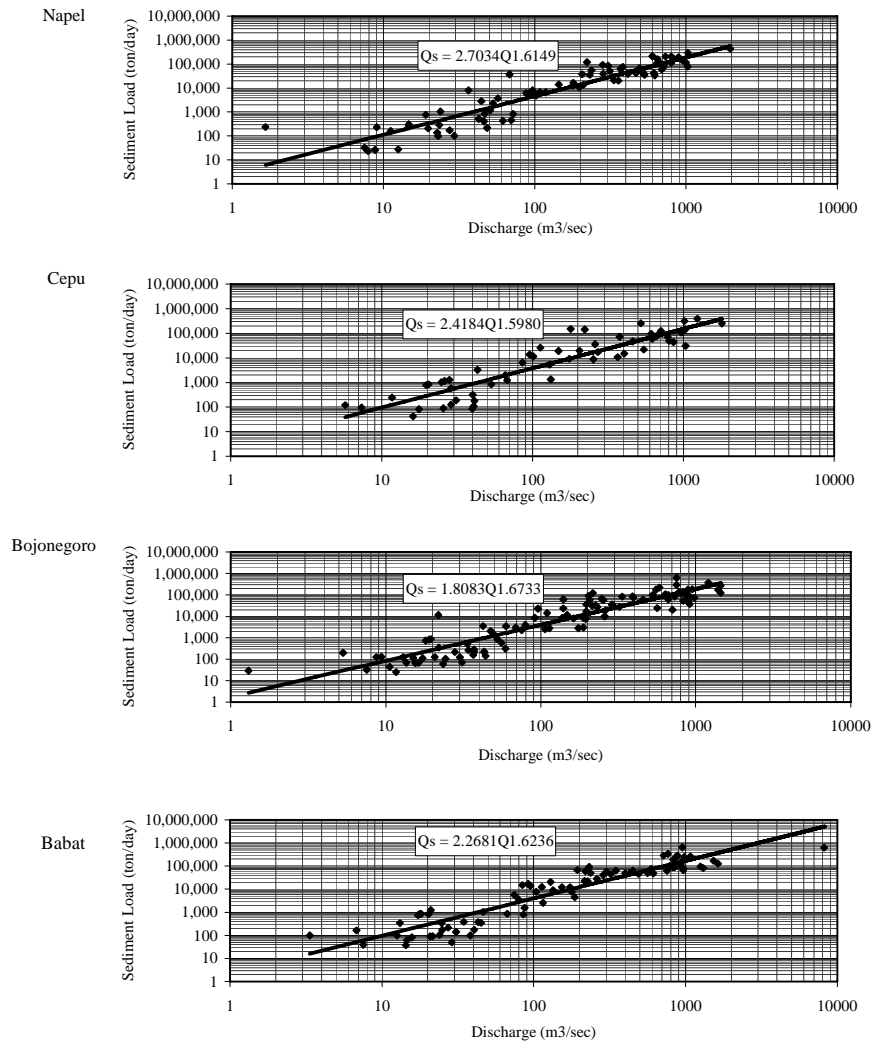 Napel
10,000,000
1,000,000
100,000
10,000
1,000
100
10
1
Sediment Load (ton/day)
Qs = 2.7034Q1.6149
1 10 100 1000 10000
Discharge (m3/sec)
Cepu
10,000,000
1,000,000
100,000
10,000
1,000
100
10
1
Sediment Load (ton/day)
Qs = 2.4184Q1.5980
1 10 100 1000 10000
Discharge (m3/sec)
Bojonegoro
10,000,000
1,000,000
100,000
10,000
1,000
100
10
1
Sediment Load (ton/day)
Qs = 1.8083Q1.6733
1 10 100 1000 10000
Discharge (m3/sec)
Babat
10,000,000
1,000,000
100,000
10,000
1,000
100
10
1
Sediment Load (ton/day)
Qs = 2.2681Q1.6236
1 10 100 1000 10000
Discharge (m3/sec)